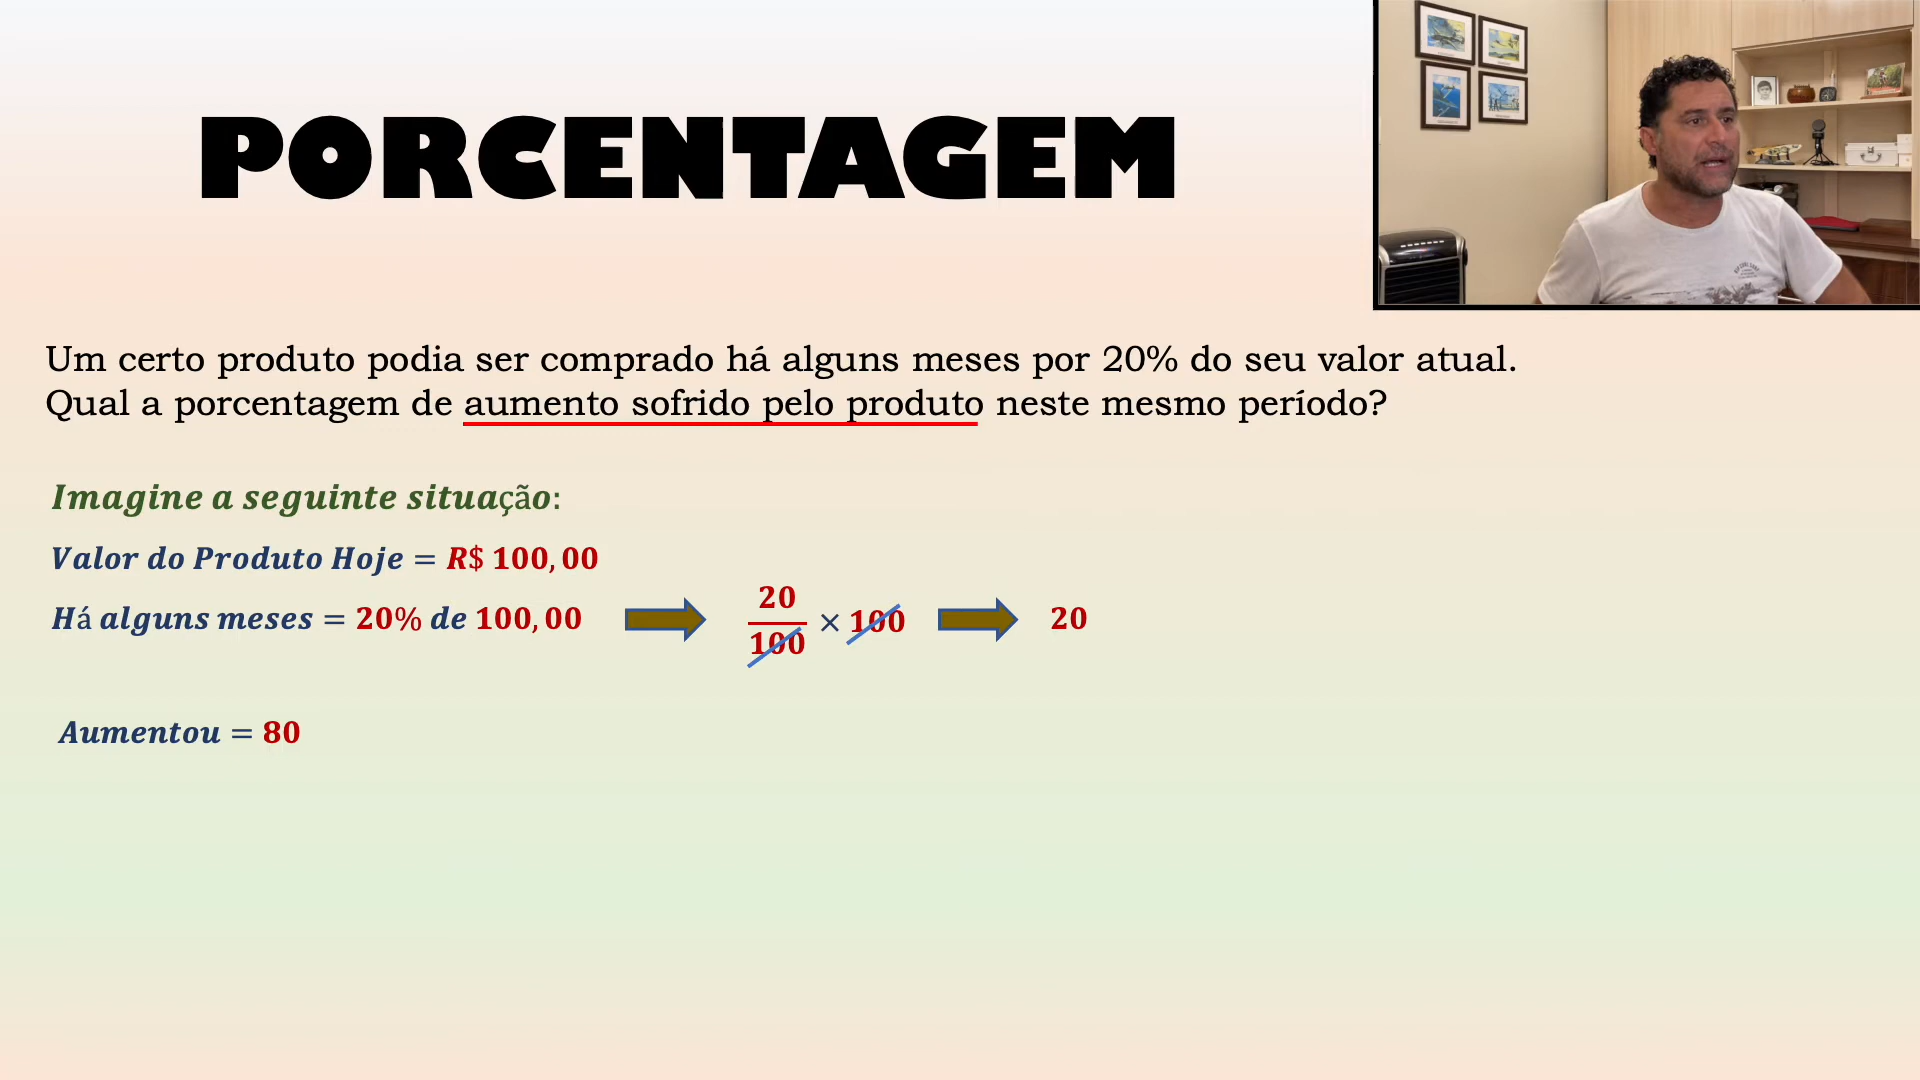 PORCENTAGEM
Um certo produto podia ser comprado há alguns meses por 20% do seu valor atual.
Qual a porcentagem de aumento sofrido pelo produto neste mesmo período?
Imagine a seguinte situação:
Valor do Produto Hoje = R$ 100,00
Há alguns meses = 20% de 100,00 20/100 × 100 20
Aumentou = 80